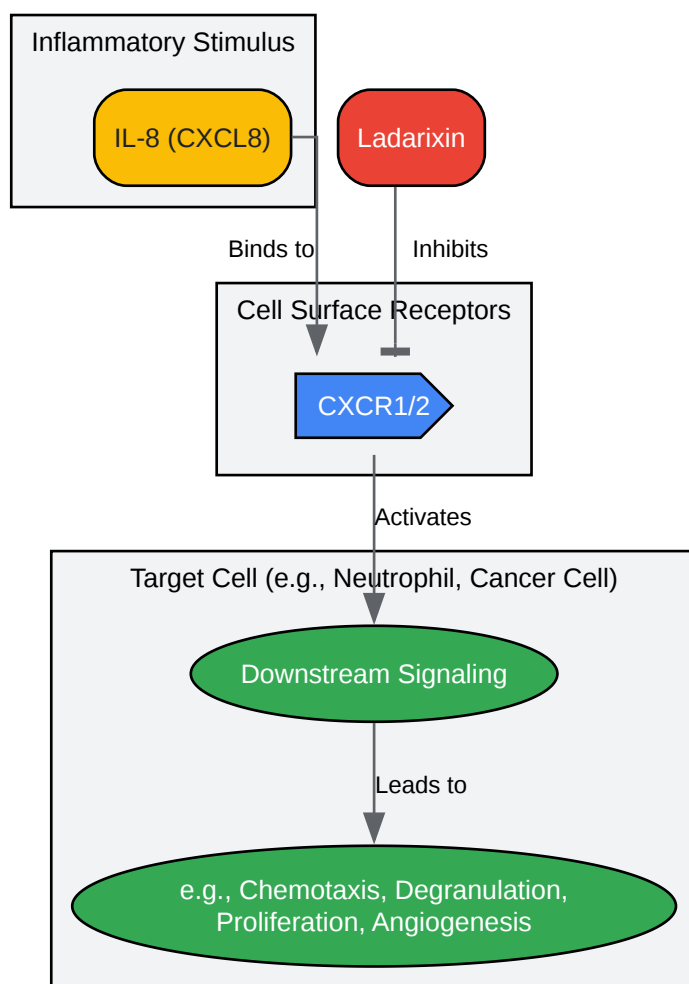 Inflammatory Stimulus
IL-8 (CXCL8)
Ladarixin
Binds to
Inhibits
Cell Surface Receptors
CXCR1/2
Activates
Target Cell (e.g., Neutrophil, Cancer Cell)
Downstream Signaling
Leads to
e.g., Chemotaxis, Degranulation,
Proliferation, Angiogenesis